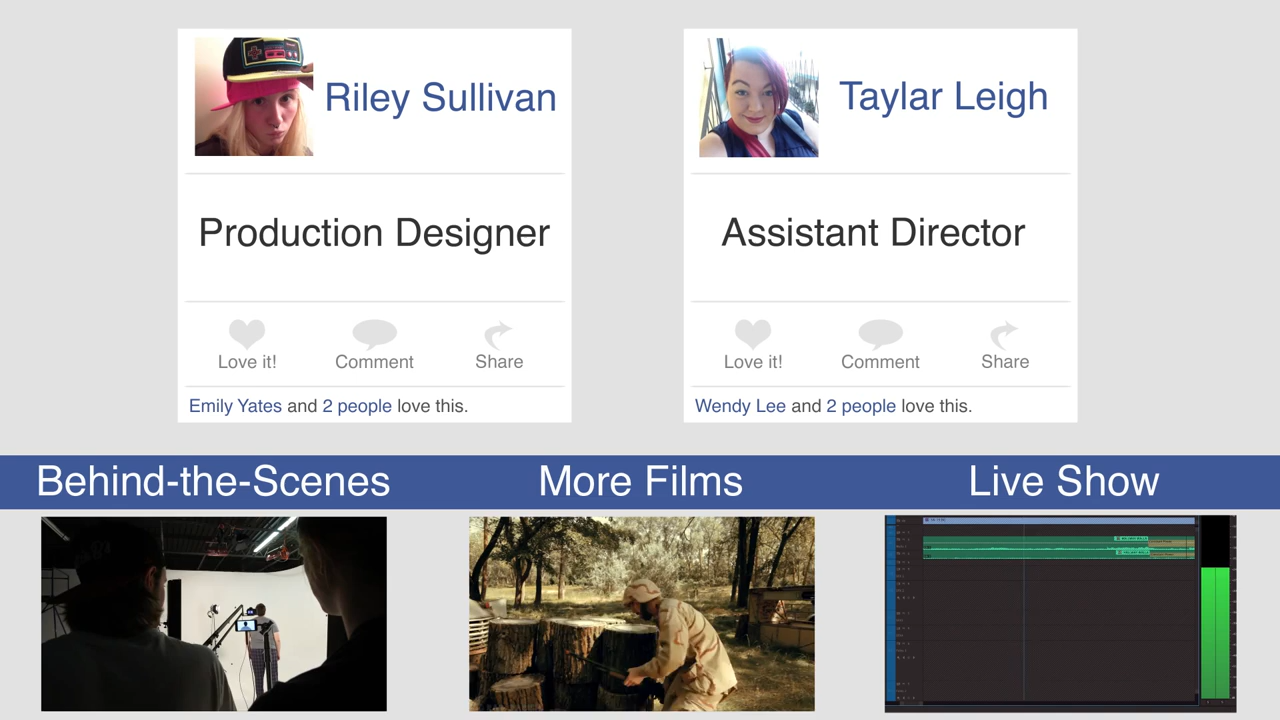 Riley Sullivan
Taylar Leigh
Production Designer
Assistant Director
Love it!
Comment
Share
Love it!
Comment
Share
Emily Yates and 2 people love this.
Wendy Lee and 2 people love this.
Behind-the-Scenes
More Films
Live Show